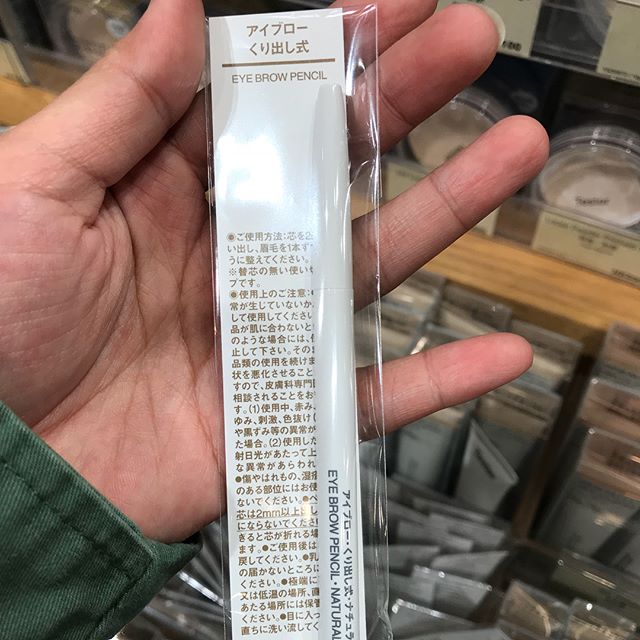 アイブロー
くり出し式
EYE BROW PENCIL
●ご使用方法:芯を2
い出し、眉毛を1本ず
うに整えてください。
※替芯の無い使い
プです。
●使用上のご注意:
常が生じていないか
して使用してください
品が肌に合わないと
のような場合には、
止して下さい。その
品類の使用を続けま
状を悪化させること
すので、皮膚科専門
相談されることをお
す。(1)使用中、赤み、
ゆみ、刺激、色抜け(
や黒ずみ等の異常が
た場合。(2)使用した
射日光があたって上
な異常があらわれ
●傷やはれもの、湿疹
のある部位にはお使
ないでください。●
芯は2mm以上
にならないでください
きると芯が折れる場
ます。●ご使用後は
戻してください。●乳
の届かないところに
ください。●極端に
又は低温の場所、直
あたる場所には保管
ください。●目に入っ
直ちに洗い流してく
アイブロー・くり出し式・ナチュラ
EYE BROW PENCIL・NATURAL
Tester